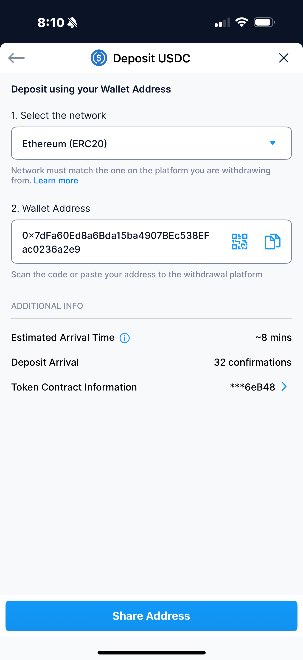 8:10
Deposit USDC
Deposit using your Wallet Address
1. Select the network
Ethereum (ERC20)
Network must match the one on the platform you are withdrawing
from. Learn more
2. Wallet Address
0x7dFa60Ed8a6Bda15ba4907BEc538EF
ac0236a2e9
Scan the code or paste your address to the withdrawal platform
ADDITIONAL INFO
Estimated Arrival Time ~8 mins
Deposit Arrival 32 confirmations
Token Contract Information ***6eB48
Share Address